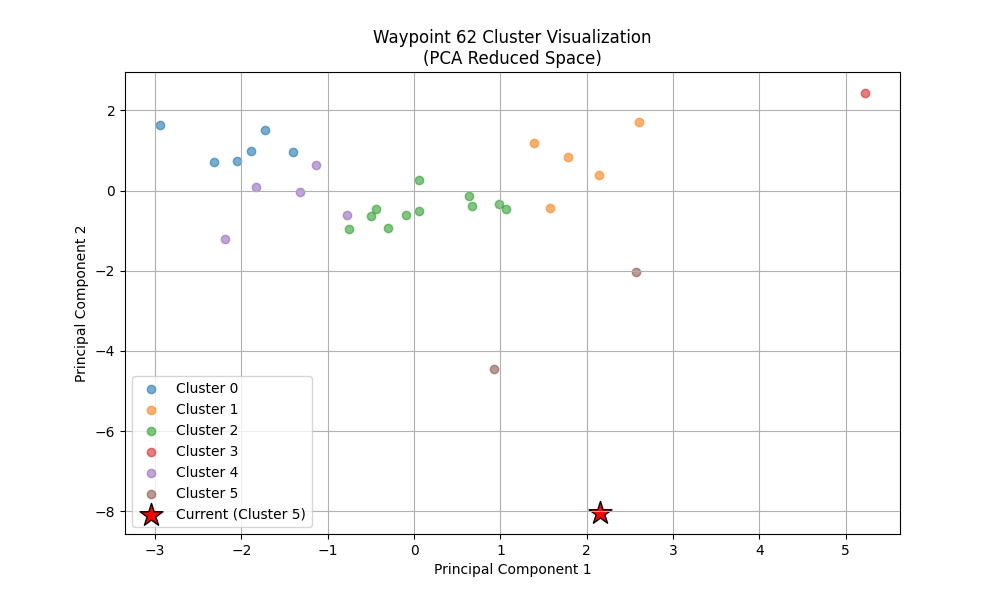 Waypoint 62 Cluster Visualization
(PCA Reduced Space)
Principal Component 2
2
0
−2
−4
−6
−8
Cluster 0
Cluster 1
Cluster 2
Cluster 3
Cluster 4
Cluster 5
Current (Cluster 5)
−3 −2 −1 0 1 2 3 4 5
Principal Component 1